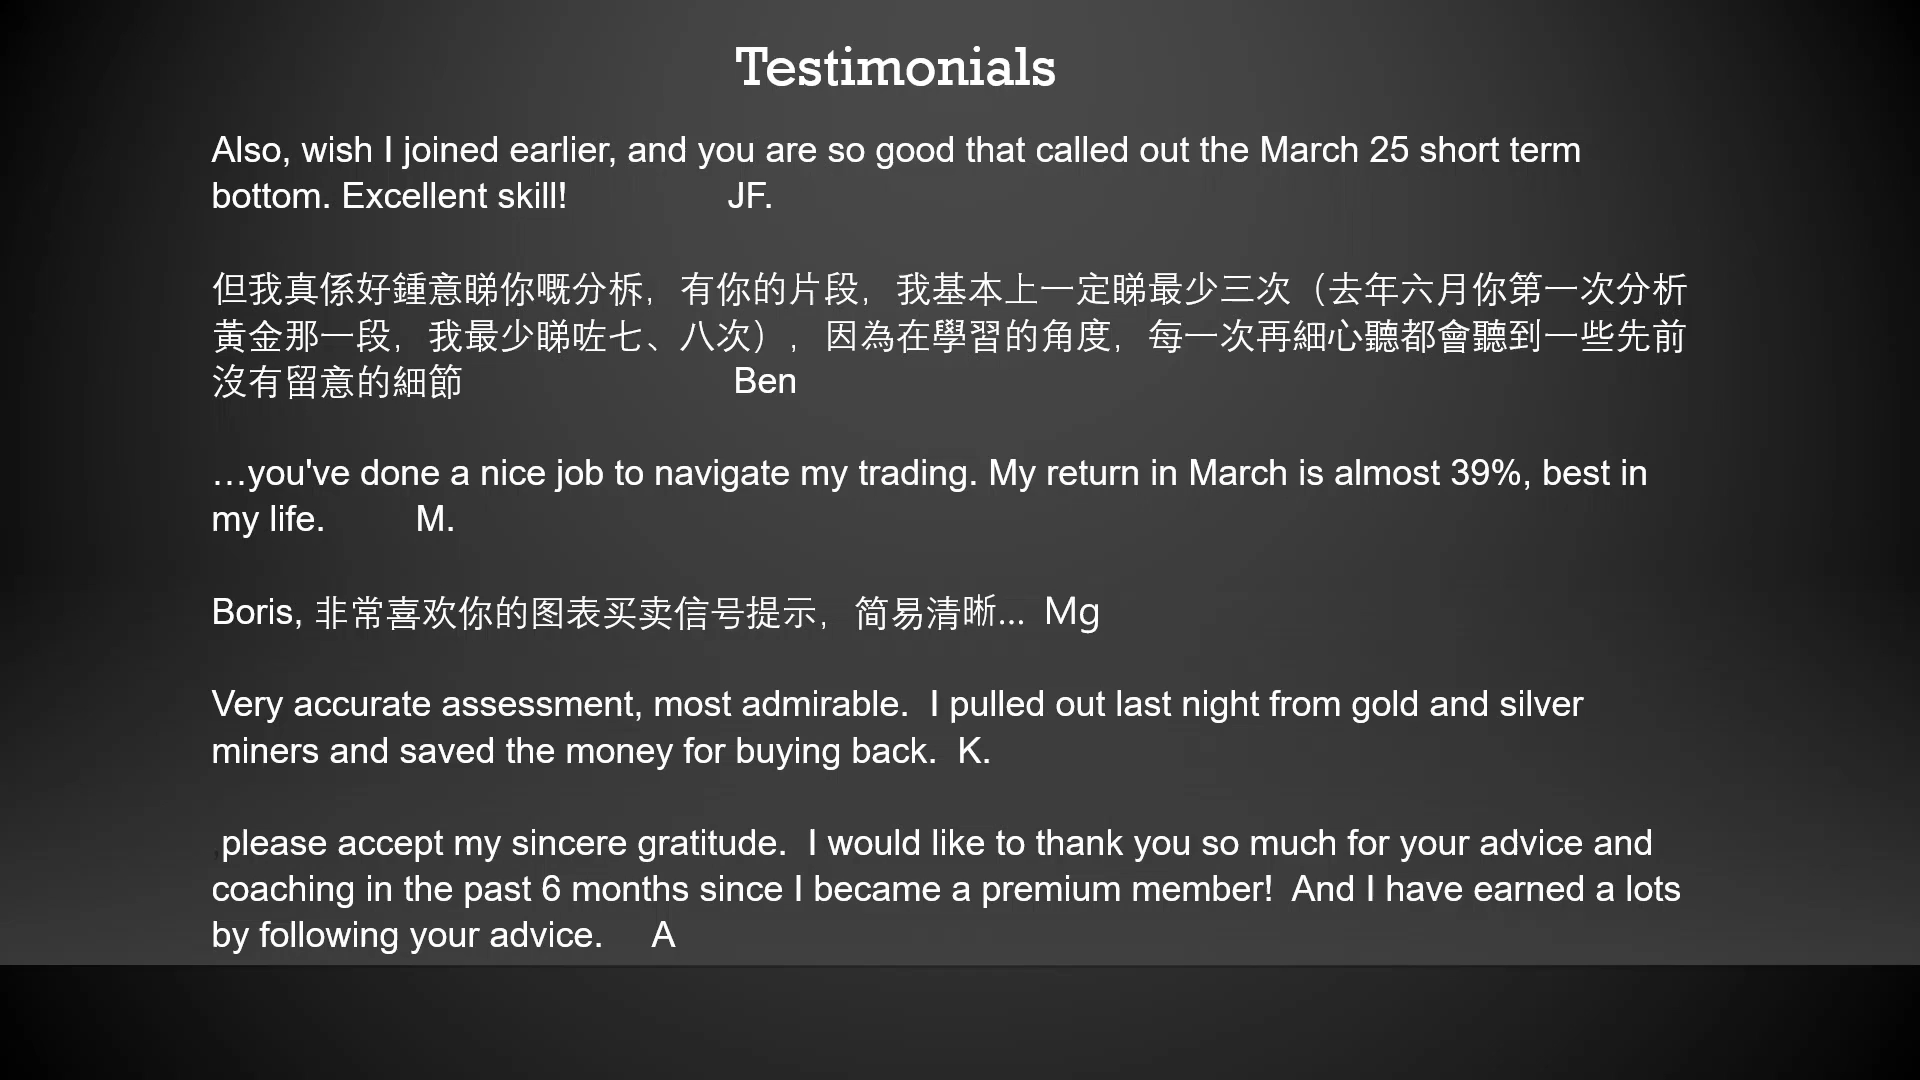 Testimonials
Also, wish I joined earlier, and you are so good that called out the March 25 short term
bottom. Excellent skill! JF.
但我真係好鍾意睇你嘅分柝，有你的片段，我基本上一定睇最少三次（去年六月你第一次分析
黃金那一段，我最少睇咗七、八次），因為在學習的角度，每一次再細心聽都會聽到一些先前
沒有留意的細節 Ben
…you've done a nice job to navigate my trading. My return in March is almost 39%, best in
my life. M.
Boris, 非常喜欢你的图表买卖信号提示，简易清晰... Mg
Very accurate assessment, most admirable. I pulled out last night from gold and silver
miners and saved the money for buying back. K.
,please accept my sincere gratitude. I would like to thank you so much for your advice and
coaching in the past 6 months since I became a premium member! And I have earned a lots
by following your advice. A